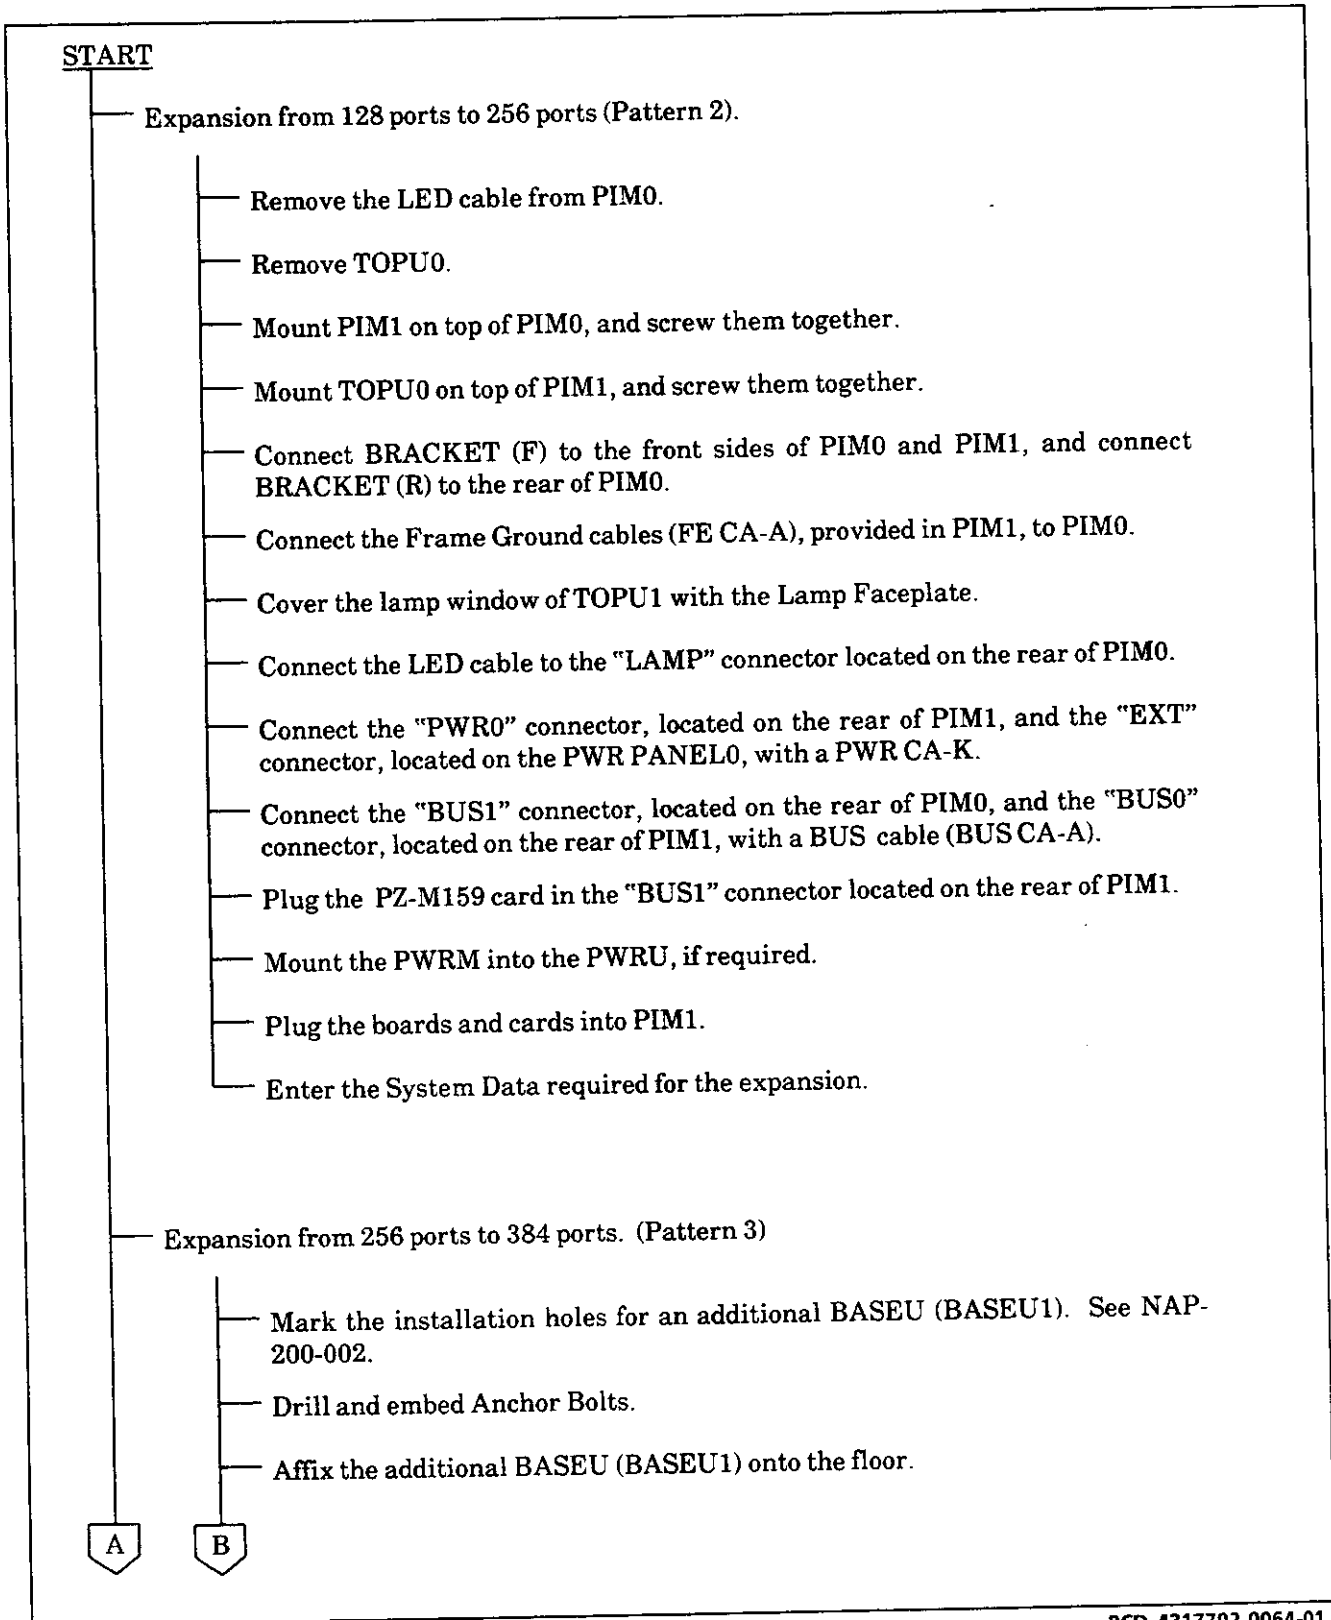 START
Expansion from 128 ports to 256 ports (Pattern 2).
Remove the LED cable from PIM0.
Remove TOPU0.
Mount PIM1 on top of PIM0, and screw them together.
Mount TOPU0 on top of PIM1, and screw them together.
Connect BRACKET (F) to the front sides of PIM0 and PIM1, and connect
BRACKET (R) to the rear of PIM0.
Connect the Frame Ground cables (FE CA-A), provided in PIM1, to PIM0.
Cover the lamp window of TOPU1 with the Lamp Faceplate.
Connect the LED cable to the "LAMP" connector located on the rear of PIM0.
Connect the "PWR0" connector, located on the rear of PIM1, and the "EXT"
connector, located on the PWR PANEL0, with a PWR CA-K.
Connect the "BUS1" connector, located on the rear of PIM0, and the "BUS0"
connector, located on the rear of PIM1, with a BUS cable (BUS CA-A).
Plug the PZ-M159 card in the "BUS1" connector located on the rear of PIM1.
Mount the PWRM into the PWRU, if required.
Plug the boards and cards into PIM1.
Enter the System Data required for the expansion.
Expansion from 256 ports to 384 ports. (Pattern 3)
Mark the installation holes for an additional BASEU (BASEU1). See NAP-
200-002.
Drill and embed Anchor Bolts.
Affix the additional BASEU (BASEU1) onto the floor.
A B